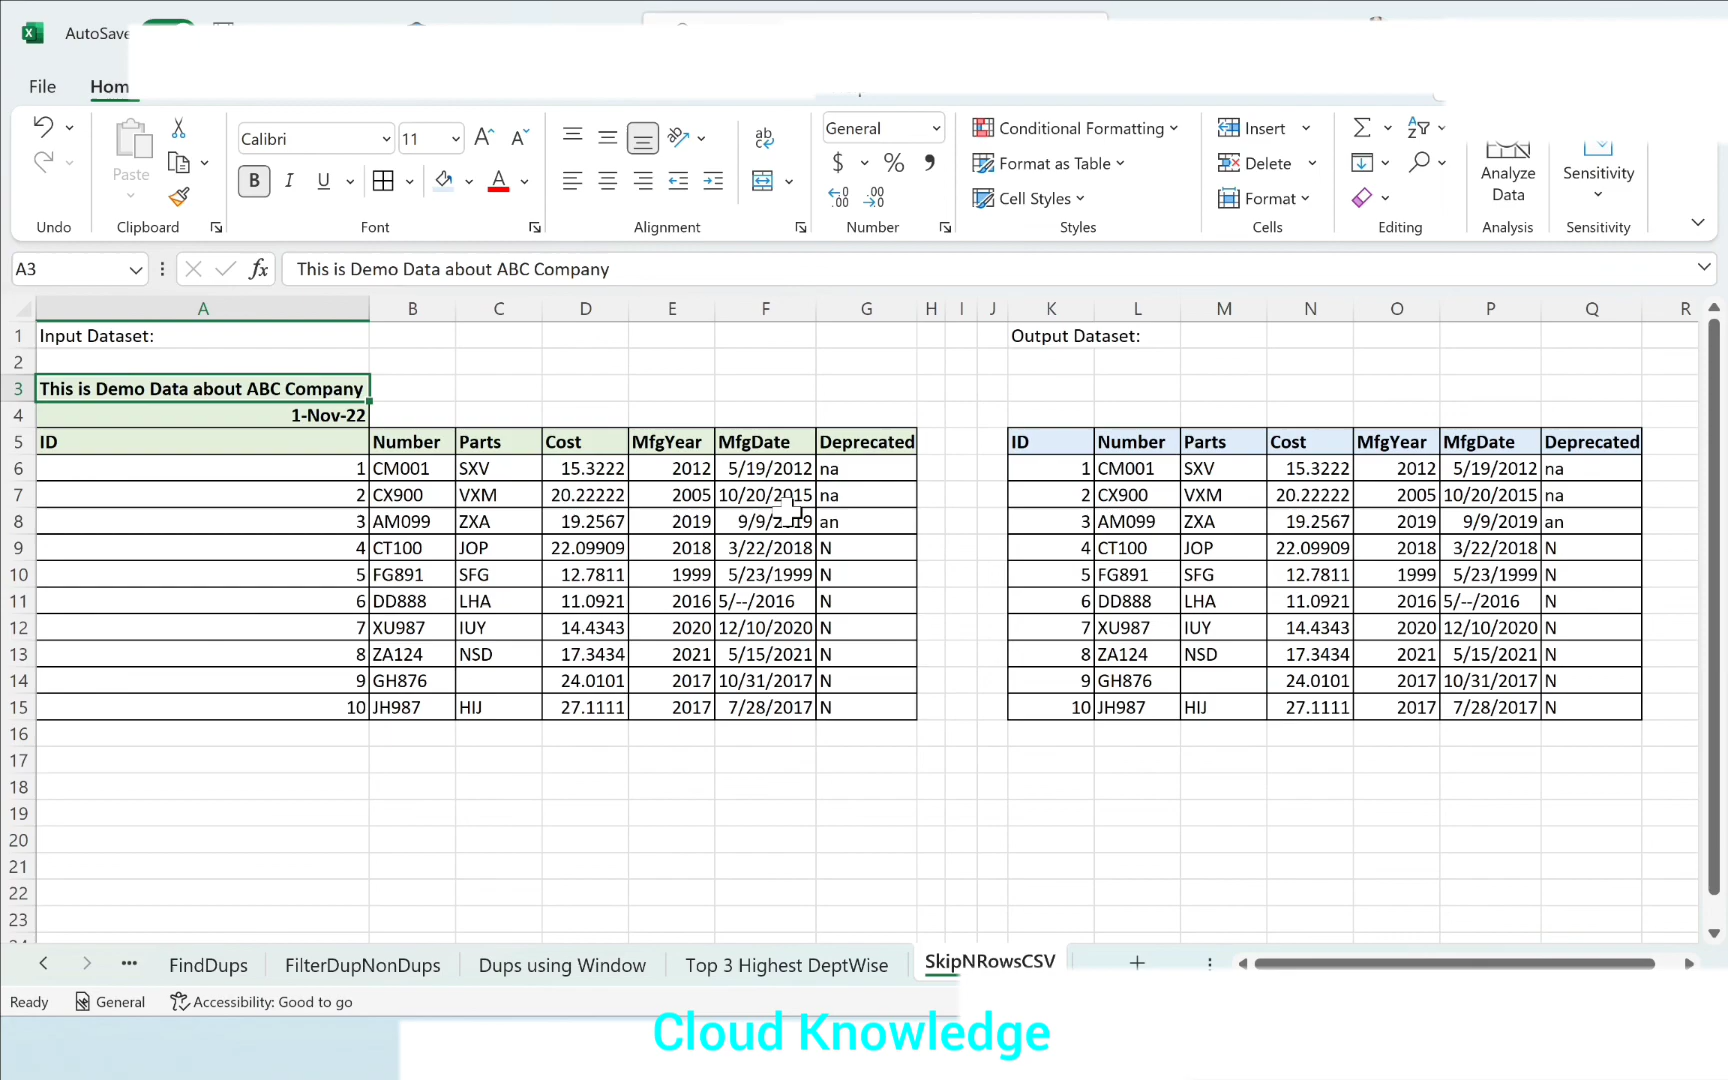 AutoSave
File Hom
Paste
Calibri 11
General
Conditional Formatting
Format as Table
Cell Styles
Insert
Delete
Format
Analyze
Data
Sensitivity
Undo Clipboard Font Alignment Number Styles Cells Editing Analysis Sensitivity
A3 fx This is Demo Data about ABC Company
A B C D E F G H I J K L M N O P Q R
1 Input Dataset: Output Dataset:
2
3 This is Demo Data about ABC Company
4 1-Nov-22
5 ID Number Parts Cost MfgYear MfgDate Deprecated ID Number Parts Cost MfgYear MfgDate Deprecated
6 1 CM001 SXV 15.3222 2012 5/19/2012 na 1 CM001 SXV 15.3222 2012 5/19/2012 na
7 2 CX900 VXM 20.22222 2005 10/20/2015 na 2 CX900 VXM 20.22222 2005 10/20/2015 na
8 3 AM099 ZXA 19.2567 2019 9/9/2019 an 3 AM099 ZXA 19.2567 2019 9/9/2019 an
9 4 CT100 JOP 22.09909 2018 3/22/2018 N 4 CT100 JOP 22.09909 2018 3/22/2018 N
10 5 FG891 SFG 12.7811 1999 5/23/1999 N 5 FG891 SFG 12.7811 1999 5/23/1999 N
11 6 DD888 LHA 11.0921 2016 5/--/2016 N 6 DD888 LHA 11.0921 2016 5/--/2016 N
12 7 XU987 IUY 14.4343 2020 12/10/2020 N 7 XU987 IUY 14.4343 2020 12/10/2020 N
13 8 ZA124 NSD 17.3434 2021 5/15/2021 N 8 ZA124 NSD 17.3434 2021 5/15/2021 N
14 9 GH876 24.0101 2017 10/31/2017 N 9 GH876 24.0101 2017 10/31/2017 N
15 10 JH987 HIJ 27.1111 2017 7/28/2017 N 10 JH987 HIJ 27.1111 2017 7/28/2017 N
16
17
18
19
20
21
22
23
FindDups FilterDupNonDups Dups using Window Top 3 Highest DeptWise SkipNRowsCSV
Ready General Accessibility: Good to go
Cloud Knowledge